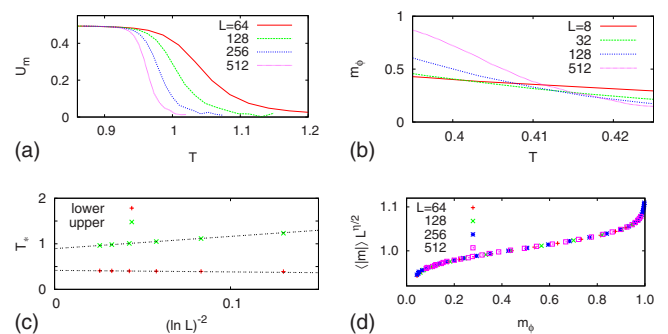 L=64
128
256
512
U_m
0.4
0.2
0
0.9
1
1.1
1.2
(a)
T
L=8
32
128
512
m_ϕ
1
0.5
0
0.4
0.41
0.42
(b)
T
lower
upper
T_*
2
1
0
0
0.1
(c)
(ln L)^{-2}
L=64
128
256
512
⟨|m|⟩ L^{η/2}
1.1
1.0
0.0
0.2
0.4
0.6
0.8
1.0
(d)
m_ϕ